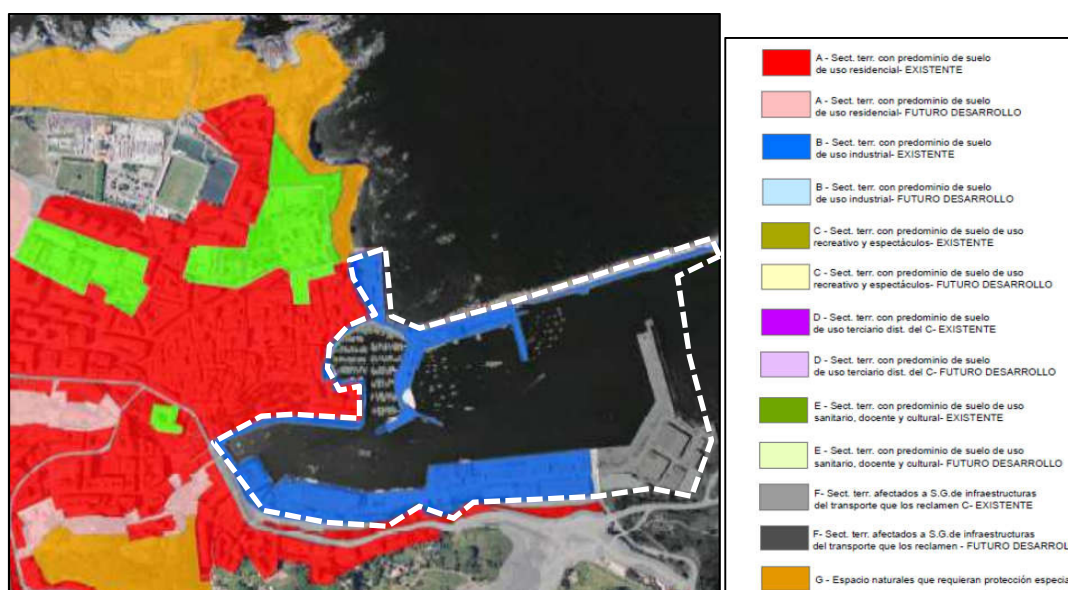 A - Sect. terr. con predominio de suelo
de uso residencial- EXISTENTE
A - Sect. terr. con predominio de suelo
de uso residencial- FUTURO DESARROLLO
B - Sect. terr. con predominio de suelo
de uso industrial- EXISTENTE
B - Sect. terr. con predominio de suelo
de uso industrial- FUTURO DESARROLLO
C - Sect. terr. con predominio de suelo de uso
recreativo y espectáculos- EXISTENTE
C - Sect. terr. con predominio de suelo de uso
recreativo y espectáculos- FUTURO DESARROLLO
D - Sect. terr. con predominio de suelo
de uso terciario dist. del C- EXISTENTE
D - Sect. terr. con predominio de suelo
de uso terciario dist. del C- FUTURO DESARROLLO
E - Sect. terr. con predominio de suelo de uso
sanitario, docente y cultural- EXISTENTE
E - Sect. terr. con predominio de suelo de uso
sanitario, docente y cultural- FUTURO DESARROLLO
F- Sect. terr. afectados a S.G.de infraestructuras
del transporte que los reclamen C- EXISTENTE
F- Sect. terr. afectados a S.G.de infraestructuras
del transporte que los reclamen - FUTURO DESARROL
G - Espacio naturales que requieran protección especia